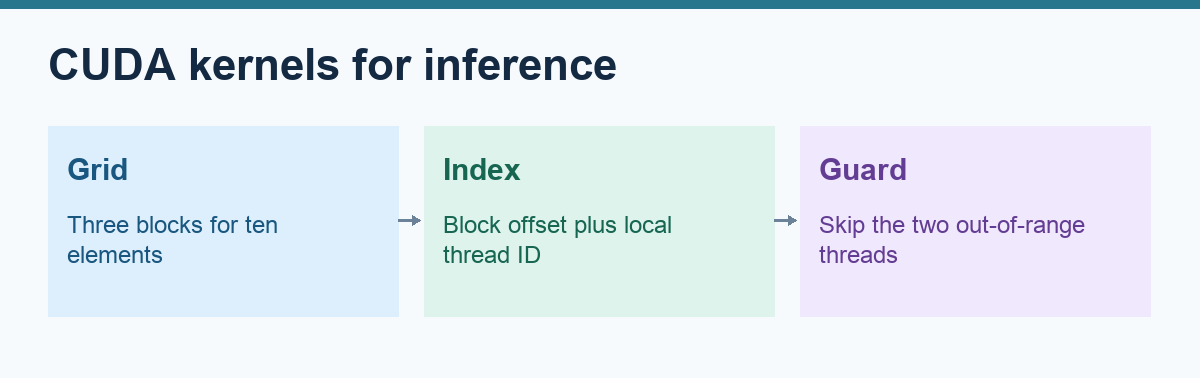 CUDA kernels for inference
Grid
Three blocks for ten
elements
Index
Block offset plus local
thread ID
Guard
Skip the two out-of-range
threads